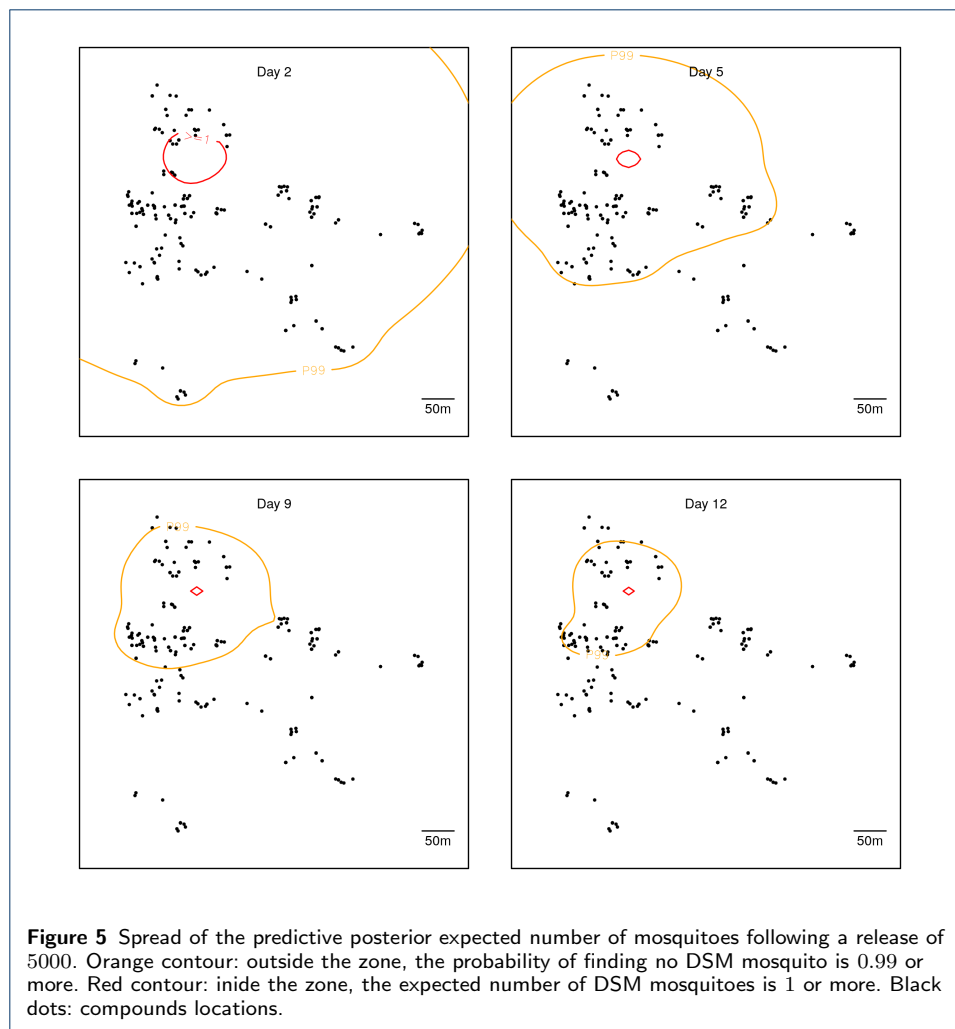 Day 2
>=1
P99
50m
Day 5
P99
50m
Day 9
P99
50m
Day 12
P99
50m
Figure 5 Spread of the predictive posterior expected number of mosquitoes following a release of
5000. Orange contour: outside the zone, the probability of finding no DSM mosquito is 0.99 or
more. Red contour: inide the zone, the expected number of DSM mosquitoes is 1 or more. Black
dots: compounds locations.